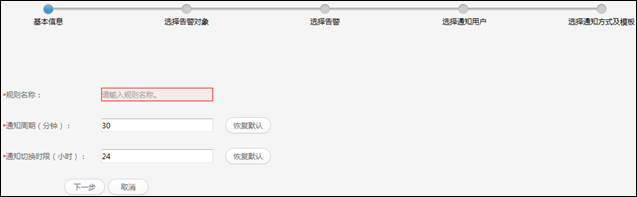 基本信息 选择告警对象 选择告警 选择通知用户 选择通知方式及模板
*规则名称： 请输入规则名称。
*通知周期（分钟）： 30 恢复默认
*通知切换时限（小时）： 24 恢复默认
下一步 取消